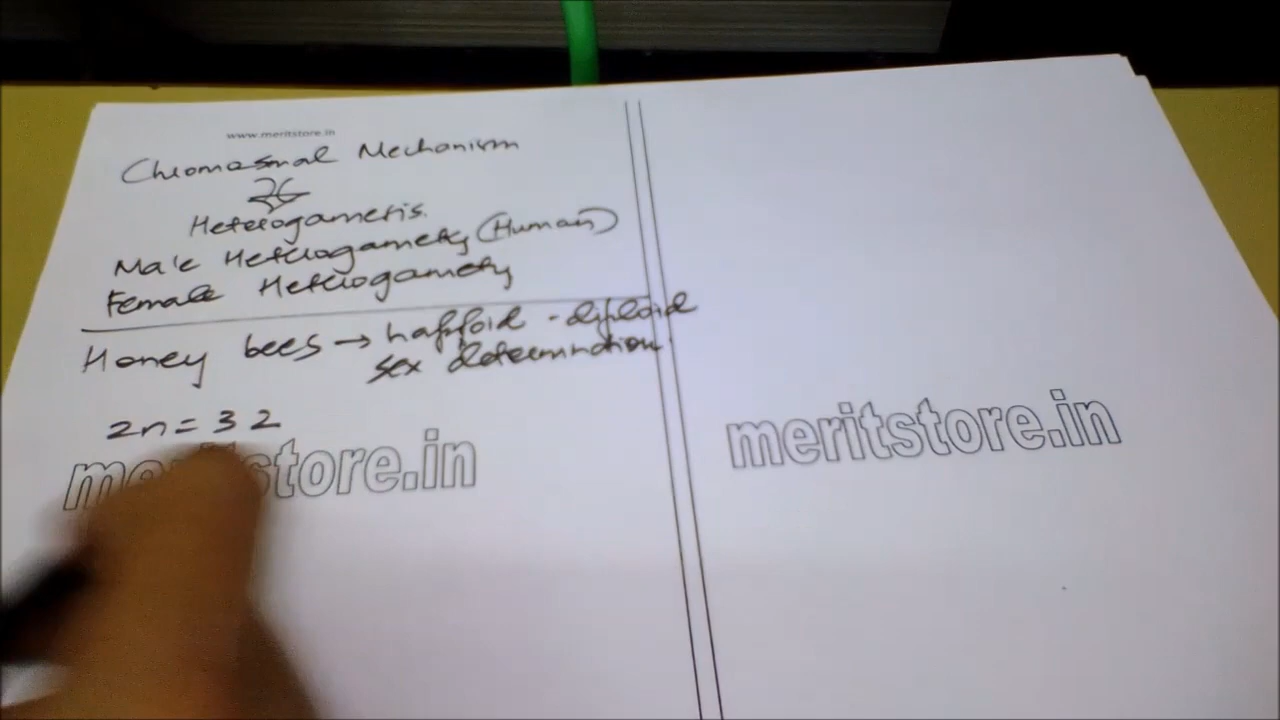 www.meritstore.in
Chromosmal Mechanism
Heterogametis.
Male Heterogamety (Human)
Female Heterogamety
Honey bees → haploid - diploid
sex determination.
2n = 32
meritstore.in
meritstore.in